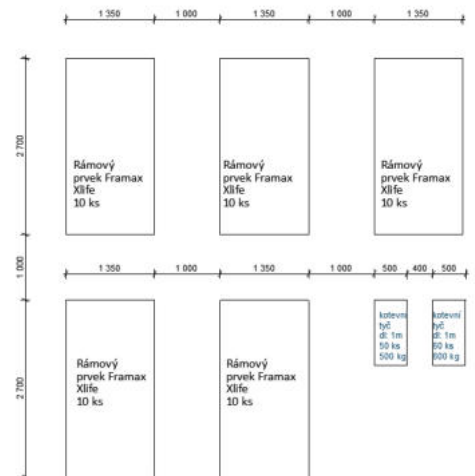 1 350 1 000 1 350 1 000 1 350
2 700
Rámový
prvek Framax
Xlife
10 ks
Rámový
prvek Framax
Xlife
10 ks
Rámový
prvek Framax
Xlife
10 ks
1 000
1 350 1 000 1 350 1 000 500 400 500
2 700
Rámový
prvek Framax
Xlife
10 ks
Rámový
prvek Framax
Xlife
10 ks
kotevní
tyč
dl. 1m
50 ks
500 kg
kotevní
tyč
dl. 1m
60 ks
600 kg